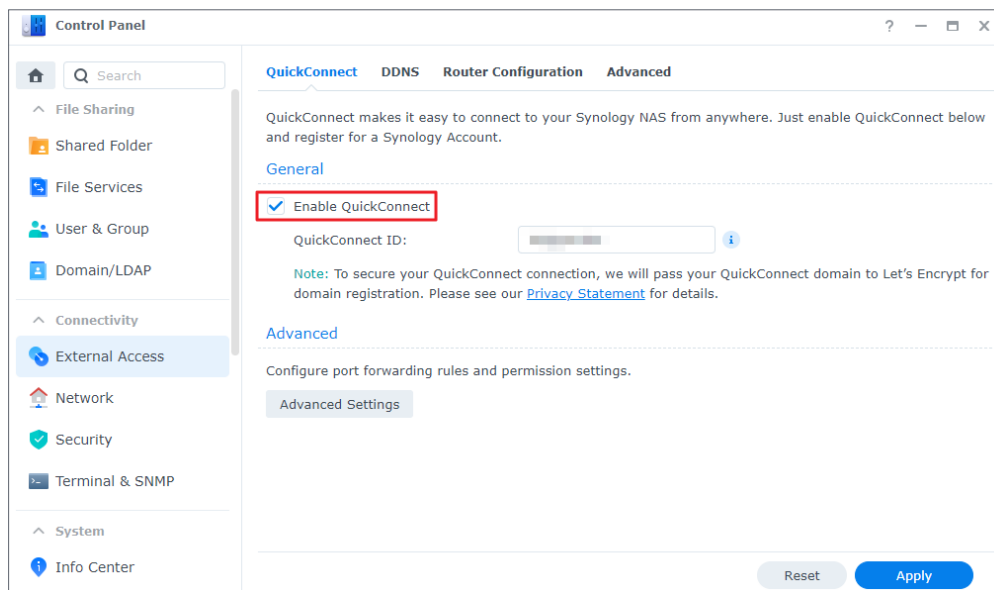 Control Panel
?
Search
File Sharing
Shared Folder
File Services
User & Group
Domain/LDAP
Connectivity
External Access
Network
Security
Terminal & SNMP
System
Info Center
QuickConnect DDNS Router Configuration Advanced
QuickConnect makes it easy to connect to your Synology NAS from anywhere. Just enable QuickConnect below
and register for a Synology Account.
General
Enable QuickConnect
QuickConnect ID:
Note: To secure your QuickConnect connection, we will pass your QuickConnect domain to Let's Encrypt for
domain registration. Please see our Privacy Statement for details.
Advanced
Configure port forwarding rules and permission settings.
Advanced Settings
Reset Apply